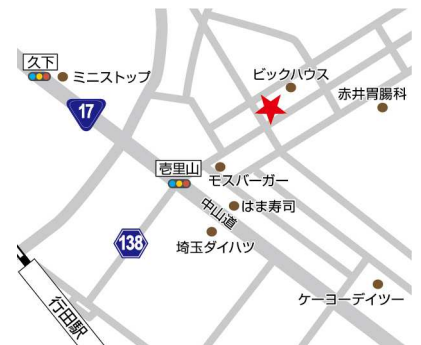 久下
ミニストップ
17
ビックハウス
赤井胃腸科
壱里山
モスバーガー
はま寿司
中山道
138
埼玉ダイハツ
ケーヨーデイツー
行田駅